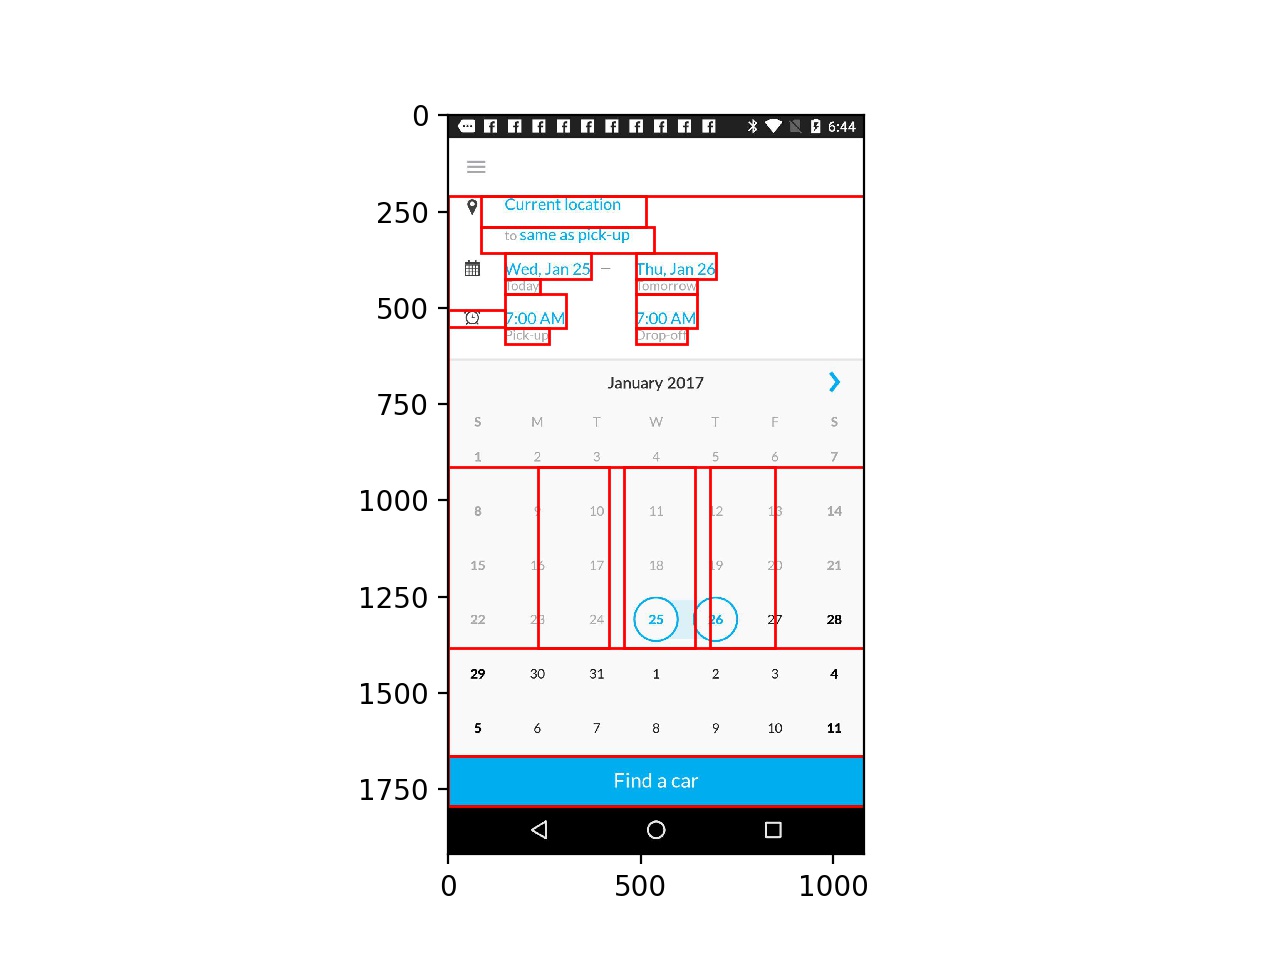 0
6:44
250
Current location
to same as pick-up
Wed, Jan 25 – Thu, Jan 26
Today Tomorrow
500
7:00 AM 7:00 AM
Pick-up Drop-off
January 2017
750
S M T W T F S
1 2 3 4 5 6 7
1000
8 9 10 11 12 13 14
15 16 17 18 19 20 21
1250
22 23 24 25 26 27 28
29 30 31 1 2 3 4
1500
5 6 7 8 9 10 11
Find a car
1750
0 500 1000